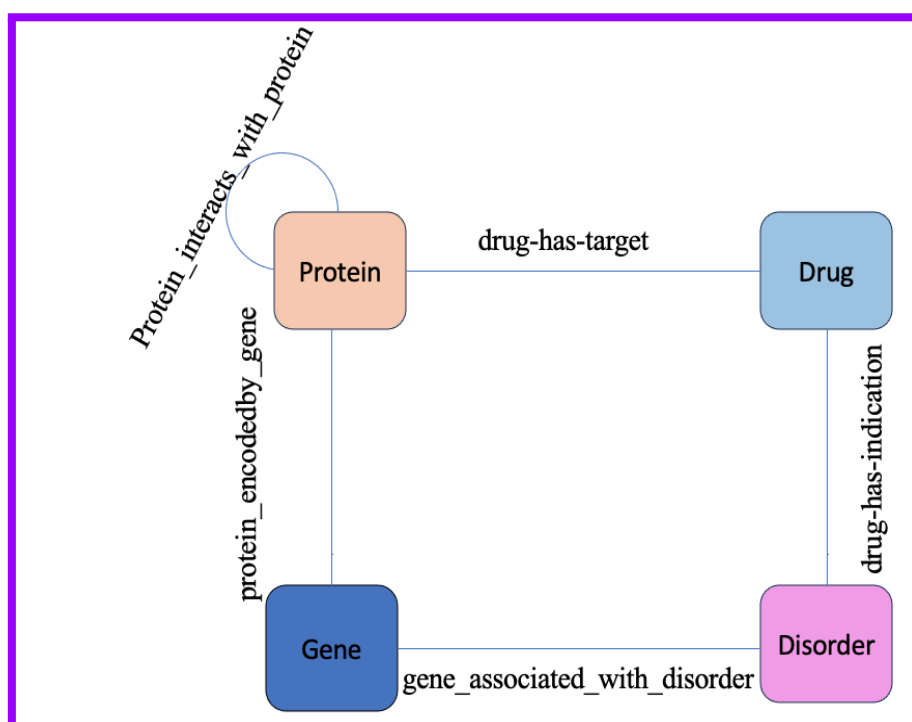 Protein_interacts_with_protein
Protein
drug-has-target
Drug
protein_encodedby_gene
drug-has-indication
Gene
gene_associated_with_disorder
Disorder